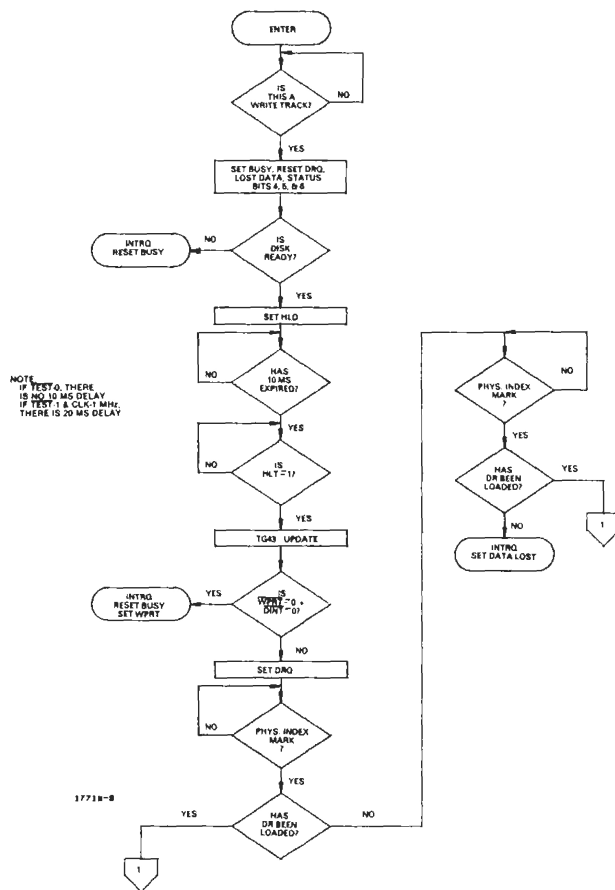 ENTER
IS
THIS A
WRITE TRACK?
NO
YES
SET BUSY, RESET DRQ,
LOST DATA, STATUS
BITS 4, 5, & 6
IS
DISK
READY?
NO
INTRQ
RESET BUSY
YES
SET HLD
HAS
10 MS
EXPIRED?
NO
NOTE
IF TEST-0, THERE
IS NO 10 MS DELAY
IF TEST-1 & CLK-1 MHz,
THERE IS 20 MS DELAY
YES
IS
HLT = 1?
NO
YES
TG43 UPDATE
IS
WPRT = 0 +
DINT = 0?
YES
INTRQ
RESET BUSY
SET WPRT
NO
SET DRQ
PHYS. INDEX
MARK
?
NO
YES
1771B-8
HAS
DR BEEN
LOADED?
YES
1
NO
PHYS. INDEX
MARK
?
NO
YES
HAS
DR BEEN
LOADED?
YES
1
NO
INTRQ
SET DATA LOST